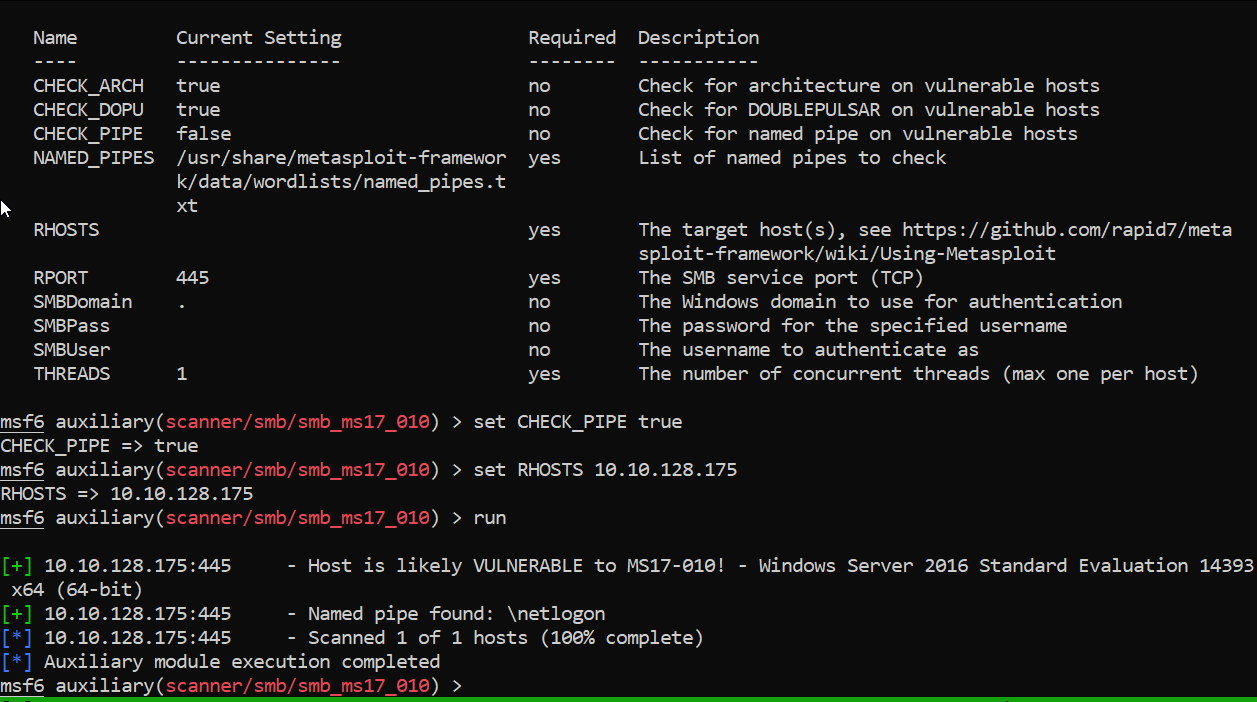 Name         Current Setting                 Required  Description
----         ---------------                 --------  -----------
CHECK_ARCH   true                            no        Check for architecture on vulnerable hosts
CHECK_DOPU   true                            no        Check for DOUBLEPULSAR on vulnerable hosts
CHECK_PIPE   false                           no        Check for named pipe on vulnerable hosts
NAMED_PIPES  /usr/share/metasploit-framewor  yes       List of named pipes to check
k/data/wordlists/named_pipes.t
xt
RHOSTS                                       yes       The target host(s), see https://github.com/rapid7/meta
sploit-framework/wiki/Using-Metasploit
RPORT        445                             yes       The SMB service port (TCP)
SMBDomain    .                               no        The Windows domain to use for authentication
SMBPass                                      no        The password for the specified username
SMBUser                                      no        The username to authenticate as
THREADS      1                               yes       The number of concurrent threads (max one per host)
msf6 auxiliary(scanner/smb/smb_ms17_010) > set CHECK_PIPE true
CHECK_PIPE => true
msf6 auxiliary(scanner/smb/smb_ms17_010) > set RHOSTS 10.10.128.175
RHOSTS => 10.10.128.175
msf6 auxiliary(scanner/smb/smb_ms17_010) > run
[+] 10.10.128.175:445     - Host is likely VULNERABLE to MS17-010! - Windows Server 2016 Standard Evaluation 14393
x64 (64-bit)
[+] 10.10.128.175:445     - Named pipe found: \netlogon
[*] 10.10.128.175:445     - Scanned 1 of 1 hosts (100% complete)
[*] Auxiliary module execution completed
msf6 auxiliary(scanner/smb/smb_ms17_010) >